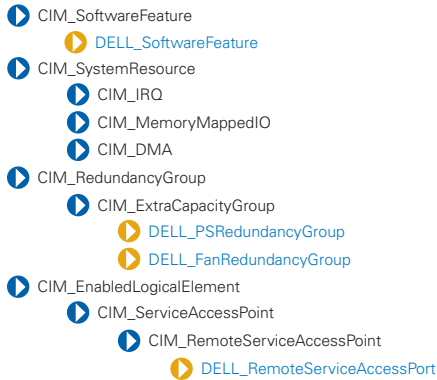 CIM_SoftwareFeature
DELL_SoftwareFeature
CIM_SystemResource
CIM_IRQ
CIM_MemoryMappedIO
CIM_DMA
CIM_RedundancyGroup
CIM_ExtraCapacityGroup
DELL_PSRedundancyGroup
DELL_FanRedundancyGroup
CIM_EnabledLogicalElement
CIM_ServiceAccessPoint
CIM_RemoteServiceAccessPoint
DELL_RemoteServiceAccessPort